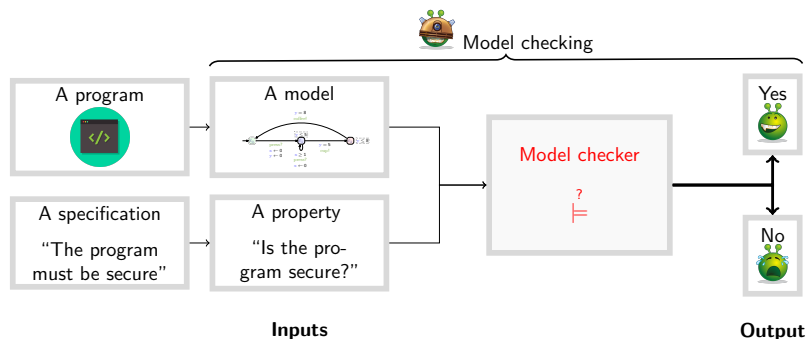 Model checking
A program
</>
A model
A specification
“The program
must be secure”
A property
“Is the pro-
gram secure?”
Model checker
?
⊨
Yes
No
Inputs
Output